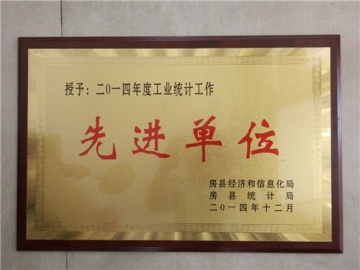 授予：二0一四年度工业统计工作
先进单位
房县经济和信息化局
房县统计局
二0一四年十二月